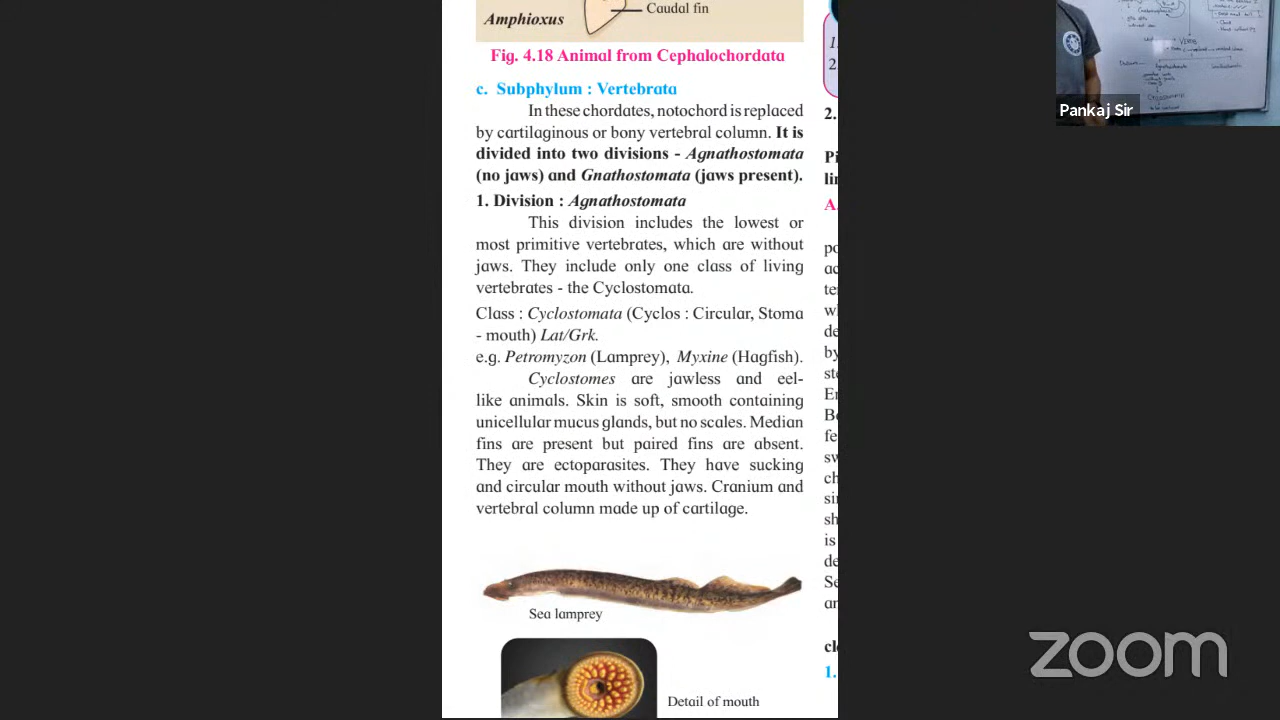 Amphioxus
Caudal fin
Fig. 4.18 Animal from Cephalochordata
c. Subphylum : Vertebrata
In these chordates, notochord is replaced
by cartilaginous or bony vertebral column. It is
divided into two divisions - Agnathostomata
(no jaws) and Gnathostomata (jaws present).
1. Division : Agnathostomata
This division includes the lowest or
most primitive vertebrates, which are without
jaws. They include only one class of living
vertebrates - the Cyclostomata.
Class : Cyclostomata (Cyclos : Circular, Stoma
- mouth) Lat/Grk.
e.g. Petromyzon (Lamprey), Myxine (Hagfish).
Cyclostomes are jawless and eel-
like animals. Skin is soft, smooth containing
unicellular mucus glands, but no scales. Median
fins are present but paired fins are absent.
They are ectoparasites. They have sucking
and circular mouth without jaws. Cranium and
vertebral column made up of cartilage.
Sea lamprey
Detail of mouth
2.
A.
1.
Pankaj Sir
zoom